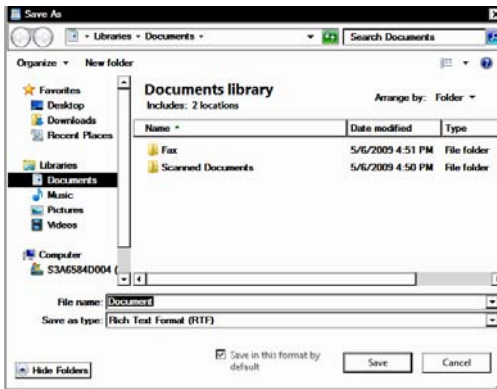 Save As
Libraries Documents
Search Documents
Organize New folder
Favorites
Desktop
Downloads
Recent Places
Libraries
Documents
Music
Pictures
Videos
Computer
S3A6584D004 (
Documents library
Includes: 2 locations
Arrange by: Folder
Name Date modified Type
Fax 5/6/2009 4:51 PM File folder
Scanned Documents 5/6/2009 4:50 PM File folder
File name: Document
Save as type: Rich Text Format (RTF)
Hide Folders
Save in this format by
default
Save
Cancel